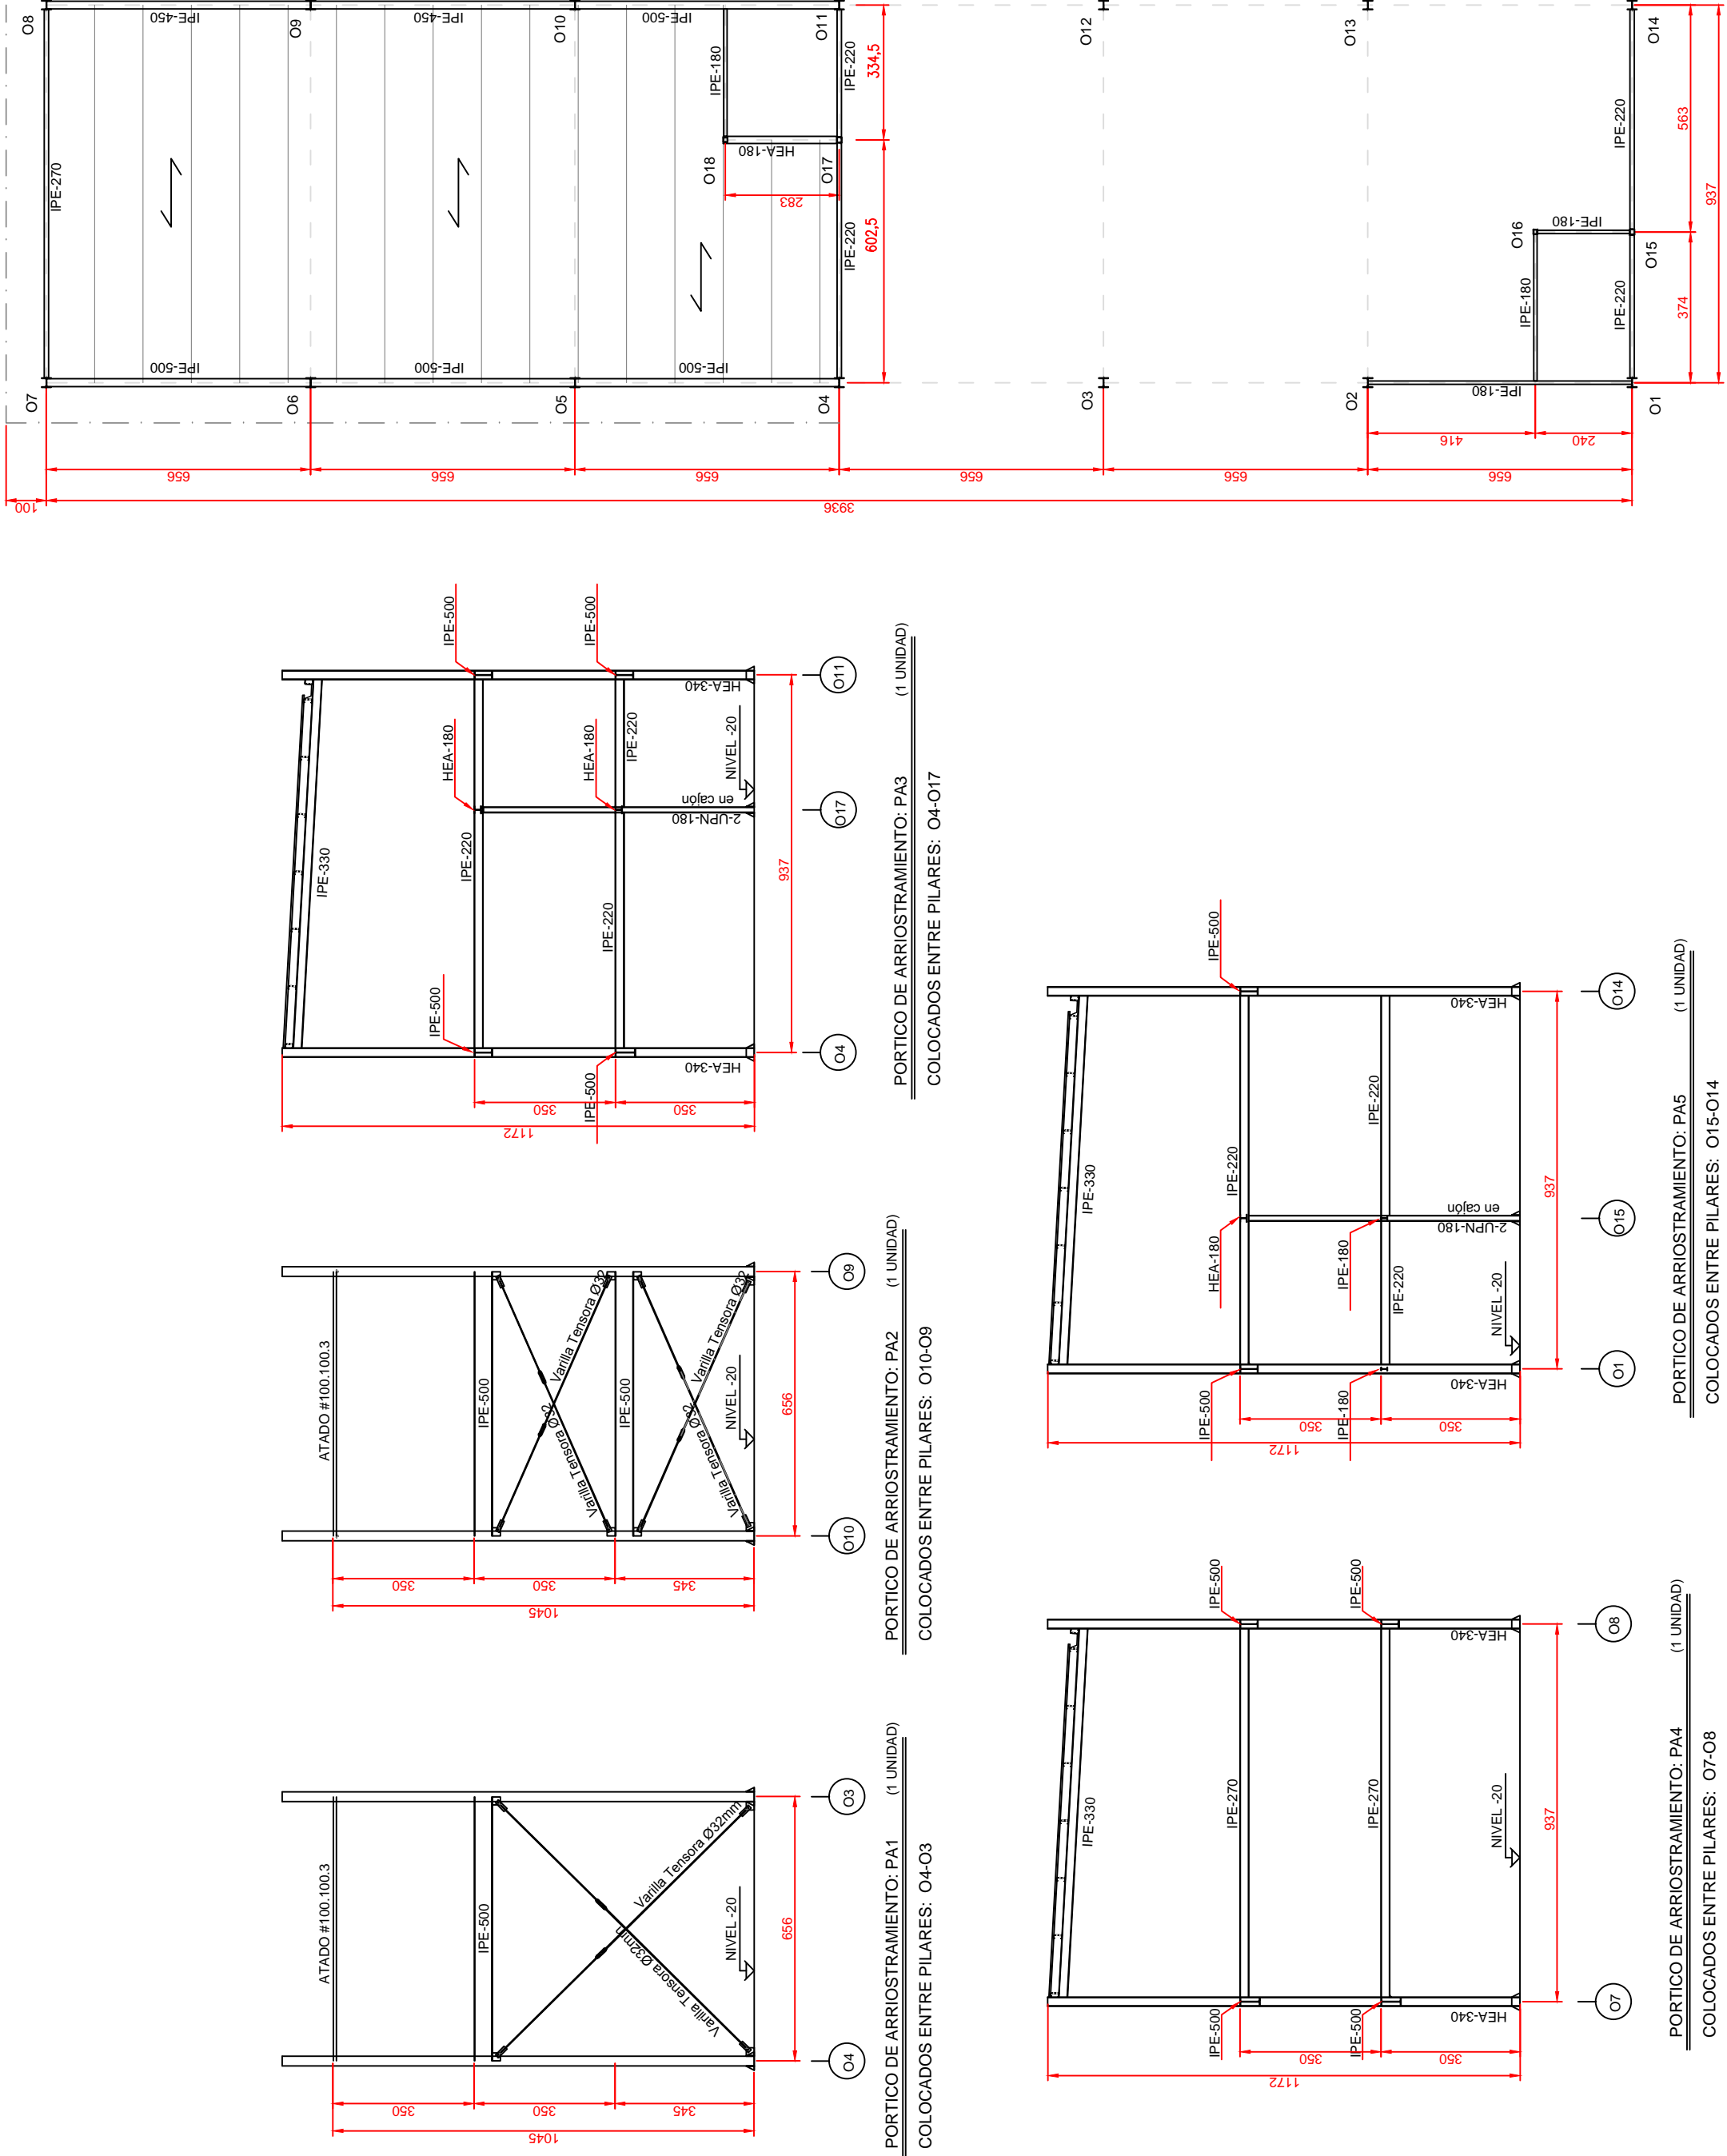 O8
IPE-450
O9
IPE-450
O10
IPE-500
O11
O12
O13
O14
IPE-270
IPE-180
IPE-220
334,5
HEA-180
O18
O17
283
IPE-220
602,5
IPE-220
563
937
O16
IPE-180
O15
IPE-180
IPE-220
374
O7
IPE-500
O6
IPE-500
O5
IPE-500
O4
O3
O2
IPE-180
O1
416
240
656
656
656
656
656
656
100
3936
IPE-500
IPE-500
HEA-340
O11
HEA-180
HEA-180
IPE-220
NIVEL -20
en cajón
2-UPN-180
O17
IPE-330
IPE-220
IPE-220
937
IPE-500
IPE-500
HEA-340
O4
350
350
1172
PORTICO DE ARRIOSTRAMIENTO: PA3
(1 UNIDAD)
COLOCADOS ENTRE PILARES: O4-O17
ATADO #100.100.3
IPE-500
IPE-500
Varilla Tensora Ø32
Varilla Tensora Ø32
Varilla Tensora Ø32
Varilla Tensora Ø32
NIVEL -20
656
O9
O10
350
350
345
1045
PORTICO DE ARRIOSTRAMIENTO: PA2
(1 UNIDAD)
COLOCADOS ENTRE PILARES: O10-O9
ATADO #100.100.3
IPE-500
Varilla Tensora Ø32mm
Varilla Tensora Ø32mm
NIVEL -20
656
O3
O4
350
350
345
1045
PORTICO DE ARRIOSTRAMIENTO: PA1
(1 UNIDAD)
COLOCADOS ENTRE PILARES: O4-O3
IPE-500
HEA-340
O14
IPE-330
IPE-220
IPE-220
937
en cajón
2-UPN-180
O15
HEA-180
IPE-180
IPE-220
NIVEL -20
IPE-500
IPE-180
HEA-340
O1
350
350
1172
PORTICO DE ARRIOSTRAMIENTO: PA5
(1 UNIDAD)
COLOCADOS ENTRE PILARES: O15-O14
IPE-500
IPE-500
HEA-340
O8
IPE-330
IPE-270
IPE-270
NIVEL -20
937
IPE-500
IPE-500
HEA-340
O7
350
350
1172
PORTICO DE ARRIOSTRAMIENTO: PA4
(1 UNIDAD)
COLOCADOS ENTRE PILARES: O7-O8